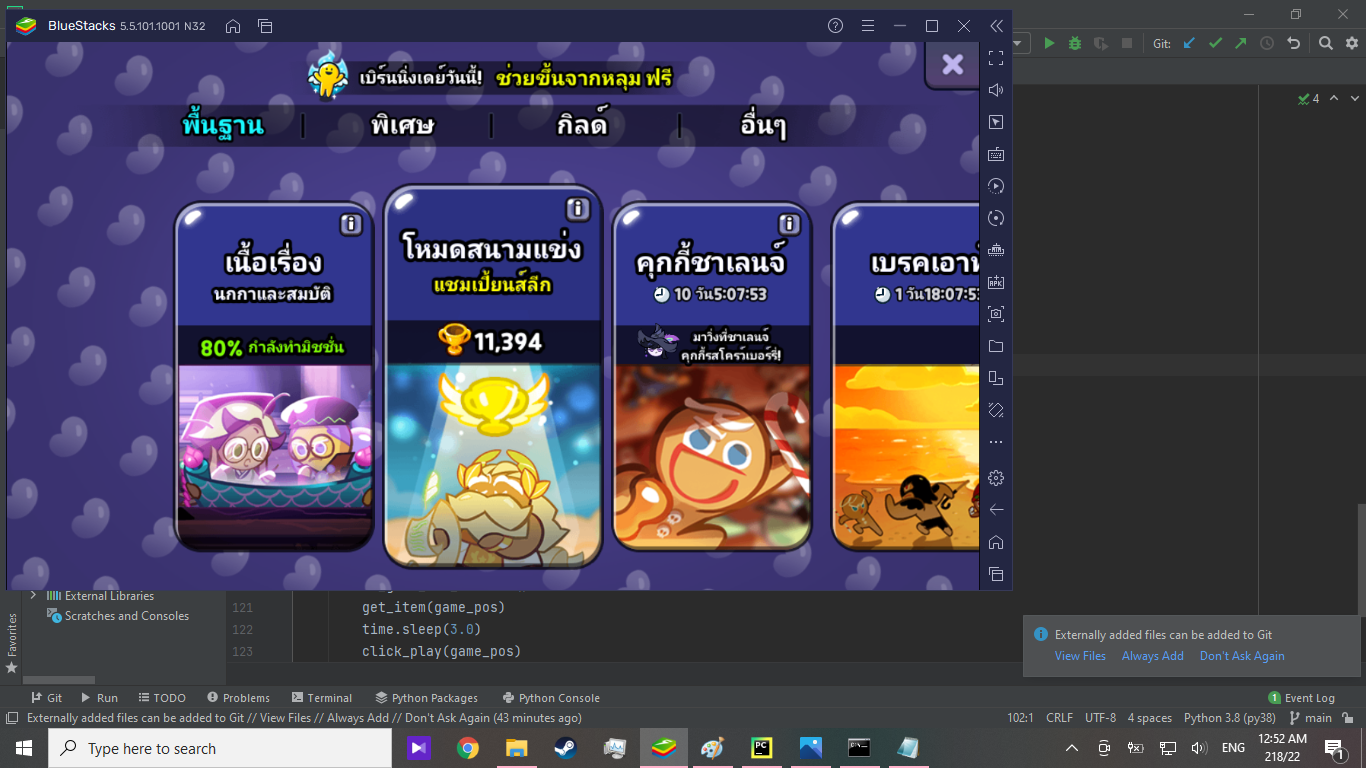 BlueStacks 5.5.101.1001 N32
เบิร์นนิ่งเดย์วันนี้! ช่วยขึ้นจากหลุม ฟรี
พื้นฐาน | พิเศษ | กิลด์ | อื่นๆ
เนื้อเรื่อง
นกกาและสมบัติ
80% กำลังทำมิชชั่น
โหมดสนามแข่ง
แชมเปี้ยนส์ลีก
11,394
คุกกี้ชาเลนจ์
10 วัน5:07:53
มาวิ่งที่ชาเลนจ์
คุกกี้รสโครว์เบอร์รี่!
เบรคเอาท์
1 วัน18:07:53
Git:
4
External Libraries
Scratches and Consoles
Favorites
121 get_item(game_pos)
122 time.sleep(3.0)
123 click_play(game_pos)
Externally added files can be added to Git
View Files Always Add Don't Ask Again
Git Run TODO Problems Terminal Python Packages Python Console 1 Event Log
Externally added files can be added to Git // View Files // Always Add // Don't Ask Again (43 minutes ago) 102:1 CRLF UTF-8 4 spaces Python 3.8 (py38) main
Type here to search
ENG
12:52 AM
218/22
1